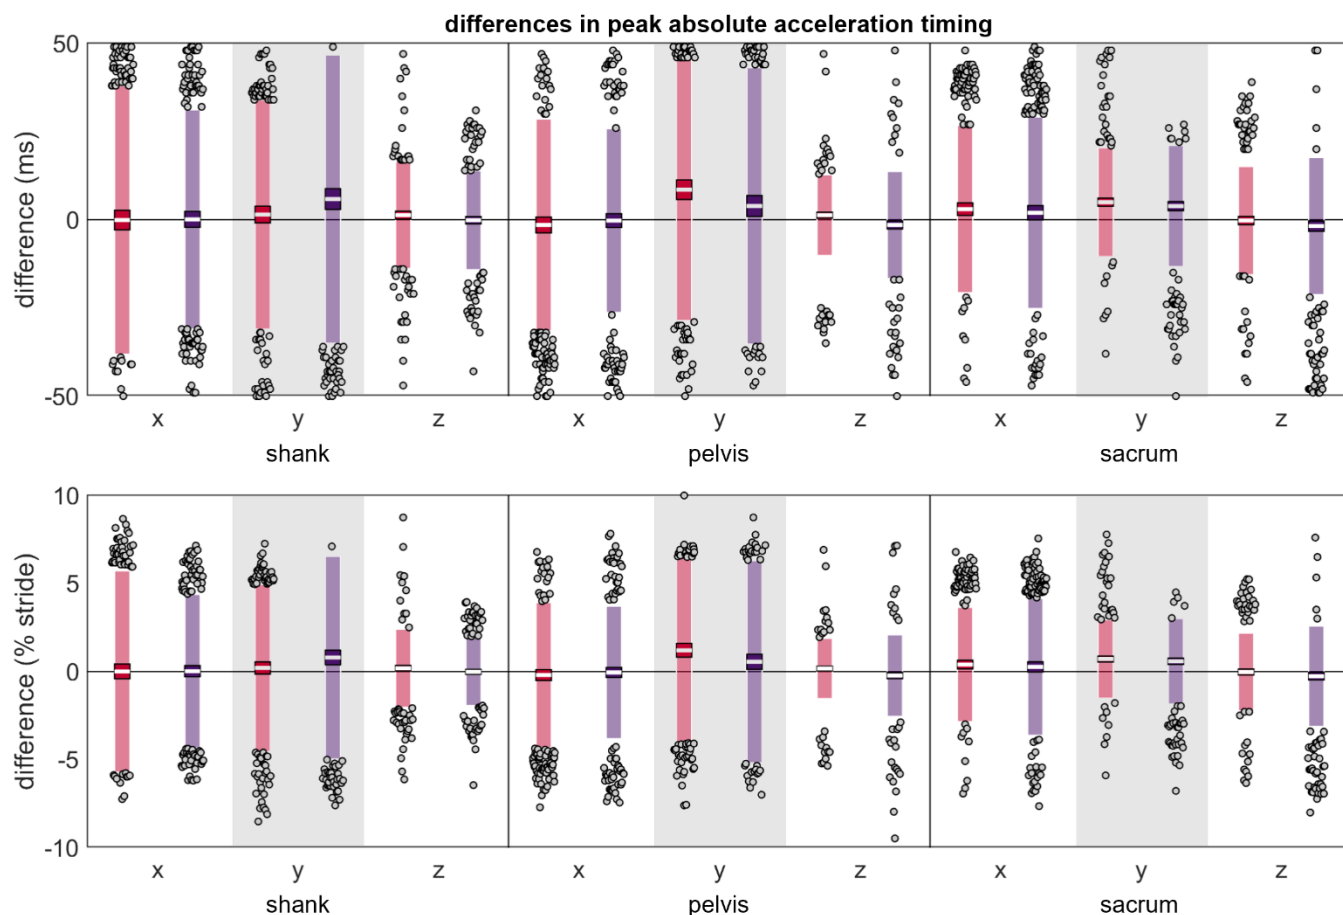 differences in peak absolute acceleration timing
difference (ms)
50
0
-50
x y z x y z x y z
shank pelvis sacrum
difference (% stride)
10
5
0
-5
-10
x y z x y z x y z
shank pelvis sacrum